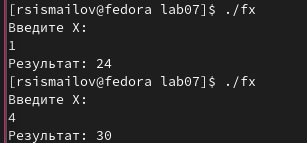 [rsismailov@fedora lab07]$ ./fx
Введите X:
1
Результат: 24
[rsismailov@fedora lab07]$ ./fx
Введите X:
4
Результат: 30